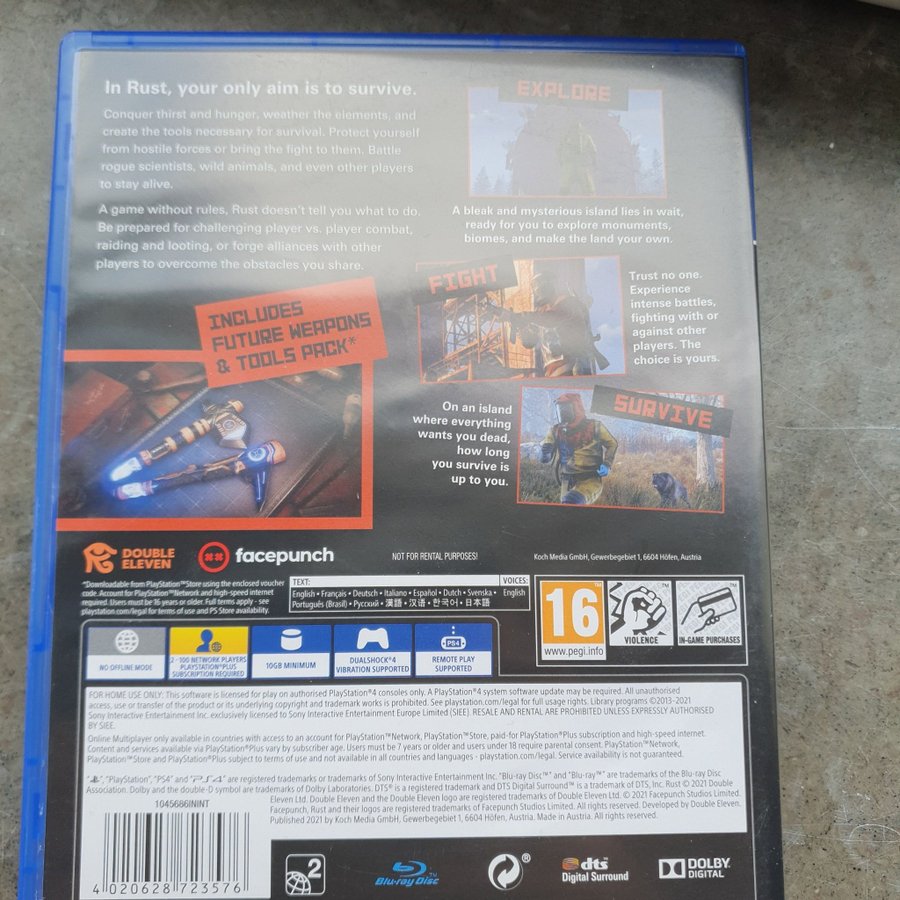 In Rust, your only aim is to survive.
Conquer thirst and hunger, weather the elements, and
create the tools necessary for survival. Protect yourself
from hostile forces or bring the fight to them. Battle
rogue scientists, wild animals, and even other players
to stay alive.
A game without rules, Rust doesn't tell you what to do.
Be prepared for challenging player vs. player combat,
raiding and looting, or forge alliances with other
players to overcome the obstacles you share.
EXPLORE
A bleak and mysterious island lies in wait,
ready for you to explore monuments,
biomes, and make the land your own.
FIGHT
Trust no one.
Experience
intense battles,
fighting with or
against other
players. The
choice is yours.
INCLUDES
FUTURE WEAPONS
& TOOLS PACK*
On an island
where everything
wants you dead,
how long
you survive is
up to you.
SURVIVE
DOUBLE
ELEVEN
facepunch
NOT FOR RENTAL PURPOSES!
Koch Media GmbH, Gewerbegebiet 1, 6604 Höfen, Austria
*Downloadable from PlayStation™Store using the enclosed voucher
code. Account for PlayStation™Network and high-speed internet
required. Users must be 16 years or older. Full terms apply - see
playstation.com/legal for terms of use and PS Store availability.
TEXT:
English • Français • Deutsch • Italiano • Español • Dutch • Svenska •
Português (Brasil) • Русский • 漢語 • 汉语 • 한국어 • 日本語
VOICES:
English
16
www.pegi.info
VIOLENCE
IN-GAME PURCHASES
NO OFFLINE MODE
2 - 100 NETWORK PLAYERS
PLAYSTATION®PLUS
SUBSCRIPTION REQUIRED
10GB MINIMUM
DUALSHOCK®4
VIBRATION SUPPORTED
PS4
REMOTE PLAY
SUPPORTED
FOR HOME USE ONLY: This software is licensed for play on authorised PlayStation®4 consoles only. A PlayStation®4 system software update may be required. All unauthorised
access, use or transfer of the product or its underlying copyright and trademark works is prohibited. See playstation.com/legal for full usage rights. Library programs ©2013-2021
Sony Interactive Entertainment Inc. exclusively licensed to Sony Interactive Entertainment Europe Limited (SIEE). RESALE AND RENTAL ARE PROHIBITED UNLESS EXPRESSLY AUTHORISED
BY SIEE.
Online Multiplayer only available in countries with access to an account for PlayStation™Network, PlayStation™Store, paid-for PlayStation®Plus subscription and high-speed internet.
Content and services available via PlayStation®Plus vary by subscriber age. Users must be 7 years or older and users under 18 require parental consent. PlayStation™Network,
PlayStation™Store and PlayStation®Plus subject to terms of use and not available in all countries and languages - playstation.com/legal. Service availability is not guaranteed.
"", "PlayStation", "PS4" and "PS4" are registered trademarks or trademarks of Sony Interactive Entertainment Inc. "Blu-ray Disc™" and "Blu-ray™" are trademarks of the Blu-ray Disc
Association. Dolby and the double-D symbol are trademarks of Dolby Laboratories. DTS® is a registered trademark and DTS Digital Surround™ is a trademark of DTS, Inc. Rust © 2021 Double
Eleven Ltd. Double Eleven and the Double Eleven logo are registered trademarks of Double Eleven Ltd. © 2021 Facepunch Studios Limited.
Facepunch, Rust and their logos are registered trademarks of Facepunch Studios Limited. All rights reserved. Developed by Double Eleven.
Published 2021 by Koch Media GmbH, Gewerbegebiet 1, 6604 Höfen, Austria. Made in Austria. All rights reserved.
1045686INNT
4 020628 723576
2
Blu-ray Disc™
®
dts
Digital Surround
DOLBY
DIGITAL